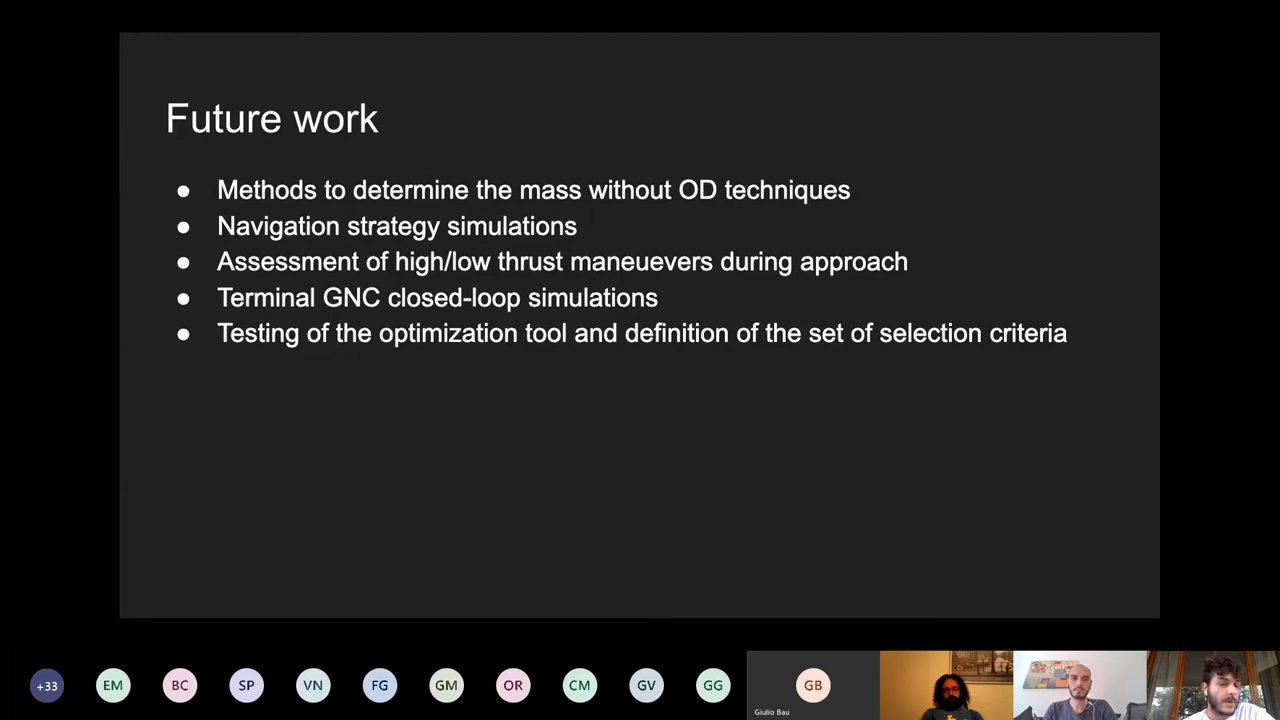 Future work
● Methods to determine the mass without OD techniques
● Navigation strategy simulations
● Assessment of high/low thrust maneuevers during approach
● Terminal GNC closed-loop simulations
● Testing of the optimization tool and definition of the set of selection criteria
+33 EM BC SP VN FG GM OR CM GV GG GB
Giulio Bau